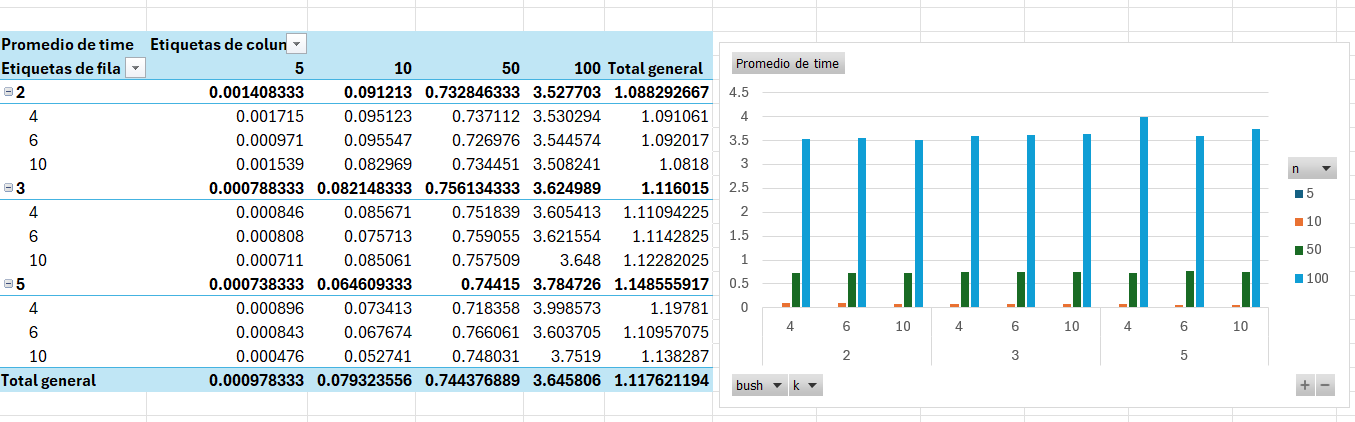 Promedio de time Etiquetas de colun
Etiquetas de fila 5 10 50 100 Total general
2 0.001408333 0.091213 0.732846333 3.527703 1.088292667
4 0.001715 0.095123 0.737112 3.530294 1.091061
6 0.000971 0.095547 0.726976 3.544574 1.092017
10 0.001539 0.082969 0.734451 3.508241 1.0818
3 0.000788333 0.082148333 0.756134333 3.624989 1.116015
4 0.000846 0.085671 0.751839 3.605413 1.11094225
6 0.000808 0.075713 0.759055 3.621554 1.1142825
10 0.000711 0.085061 0.757509 3.648 1.12282025
5 0.000738333 0.064609333 0.74415 3.784726 1.148555917
4 0.000896 0.073413 0.718358 3.998573 1.19781
6 0.000843 0.067674 0.766061 3.603705 1.10957075
10 0.000476 0.052741 0.748031 3.7519 1.138287
Total general 0.000978333 0.079323556 0.744376889 3.645806 1.117621194
Promedio de time
4.5
4
3.5
3
2.5
2
1.5
1
0.5
0
4 6 10 4 6 10 4 6 10
2 3 5
bush k
n
5
10
50
100